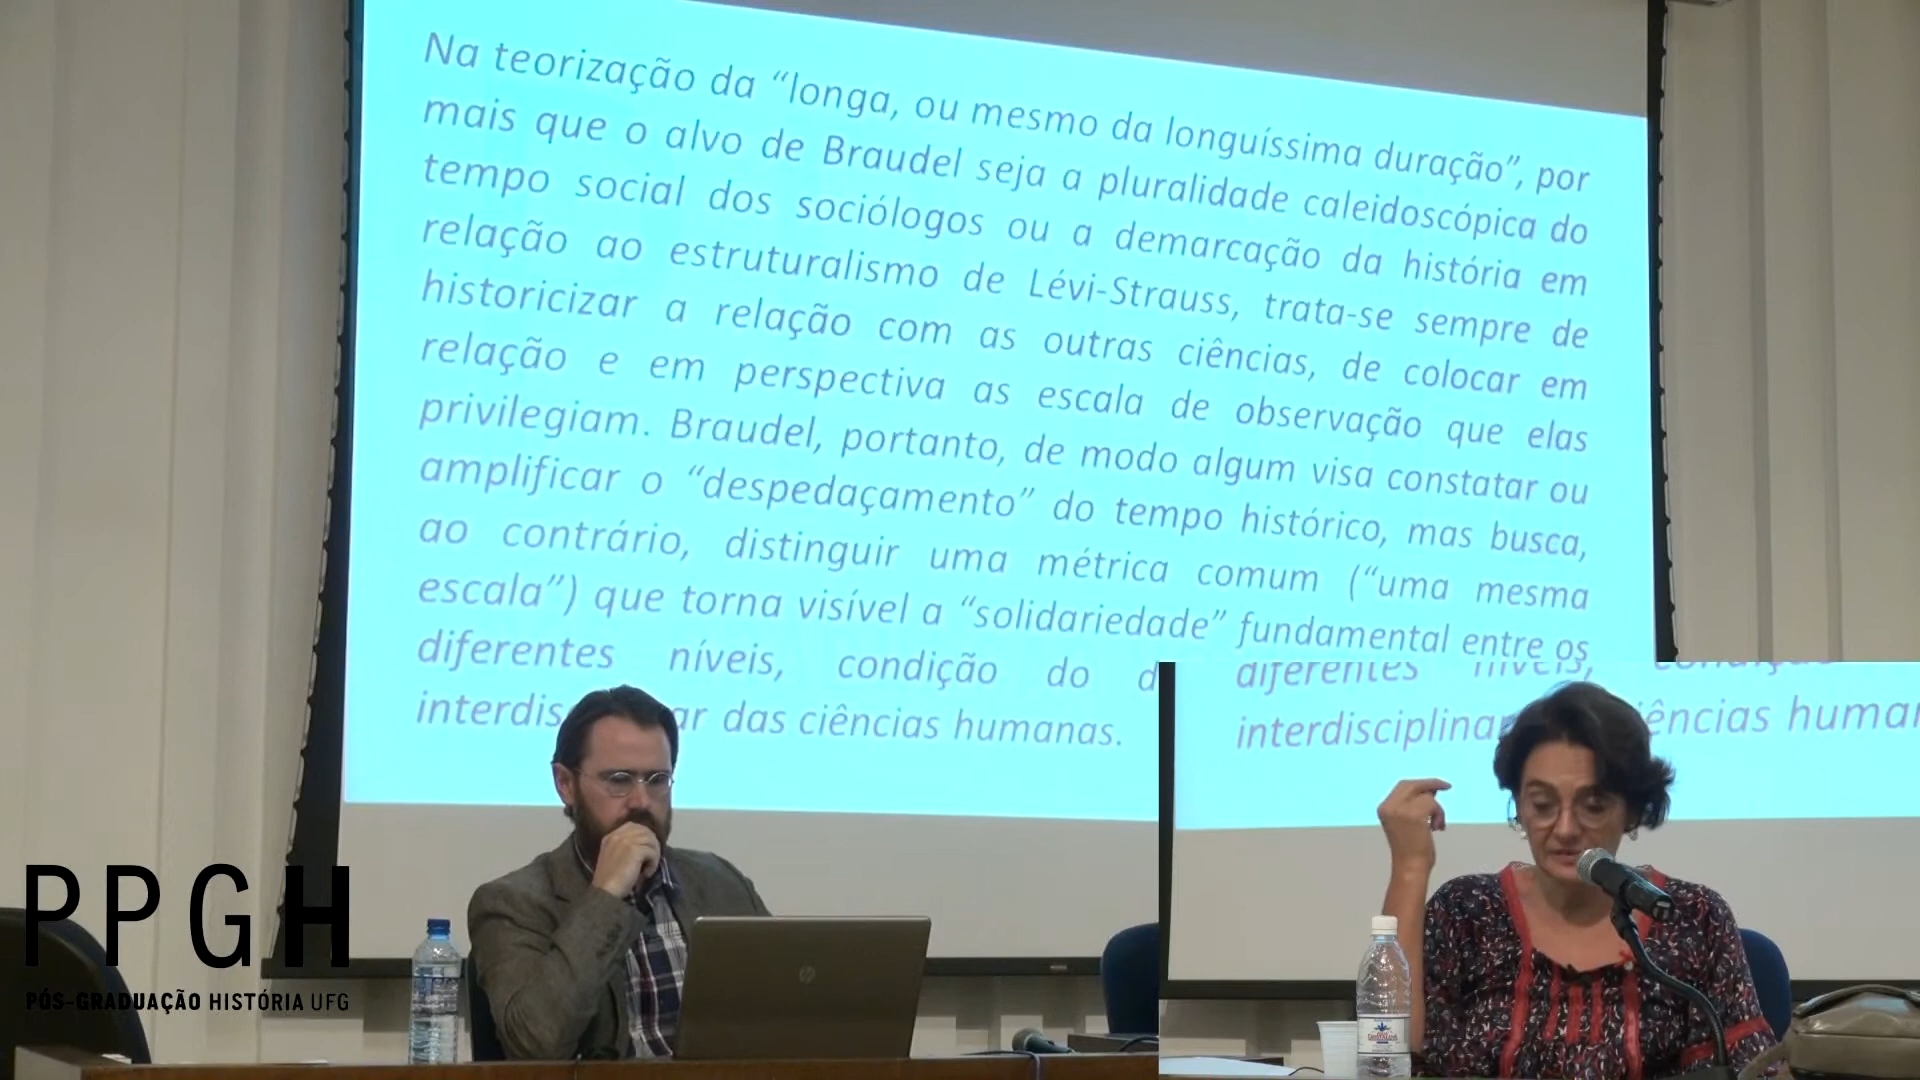 Na teorização da “longa, ou mesmo da longuíssima duração”, por
mais que o alvo de Braudel seja a pluralidade caleidoscópica do
tempo social dos sociólogos ou a demarcação da história em
relação ao estruturalismo de Lévi-Strauss, trata-se sempre de
historicizar a relação com as outras ciências, de colocar em
relação e em perspectiva as escala de observação que elas
privilegiam. Braudel, portanto, de modo algum visa constatar ou
amplificar o “despedaçamento” do tempo histórico, mas busca,
ao contrário, distinguir uma métrica comum (“uma mesma
escala”) que torna visível a “solidariedade” fundamental entre os
diferentes níveis, condição do d
interdis ar das ciências humanas.
diferentes níveis,
interdisciplinar ciências human
hp
PPGH
PÓS-GRADUAÇÃO HISTÓRIA UFG